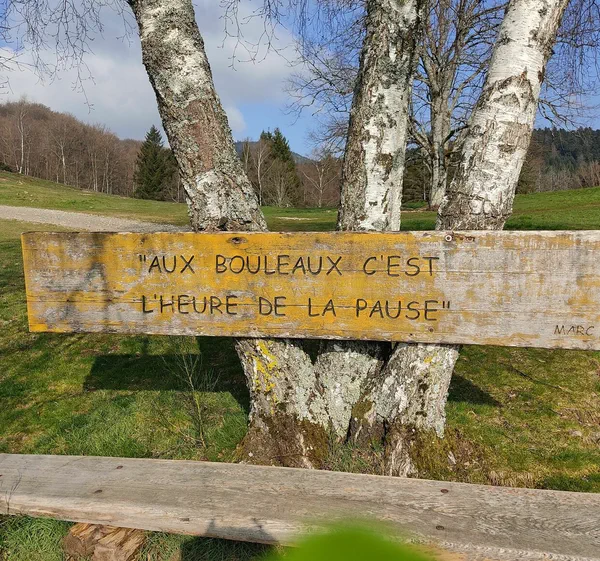 "AUX BOULEAUX C'EST
L'HEURE DE LA PAUSE"
MARC